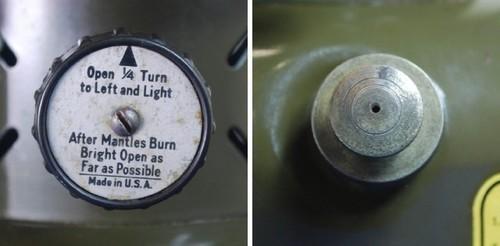 Open ¼ Turn
to Left and Light
After Mantles Burn
Bright Open as
Far as Possible
Made in U.S.A.